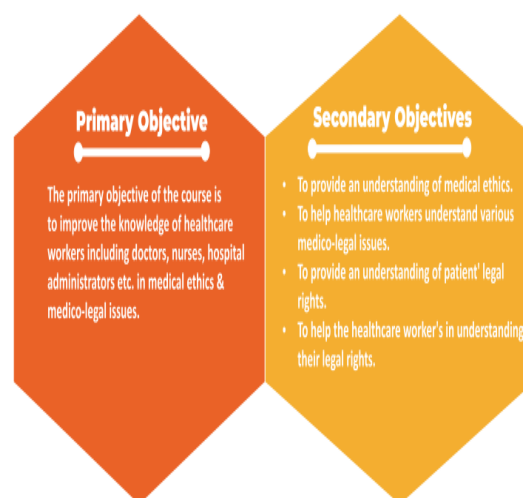 Primary Objective
The primary objective of the course is
to improve the knowledge of healthcare
workers including doctors, nurses, hospital
administrators etc. in medical ethics &
medico-legal issues.
Secondary Objectives
• To provide an understanding of medical ethics.
• To help healthcare workers understand various
medico-legal issues.
• To provide an understanding of patient' legal
rights.
• To help the healthcare worker's in understanding
their legal rights.